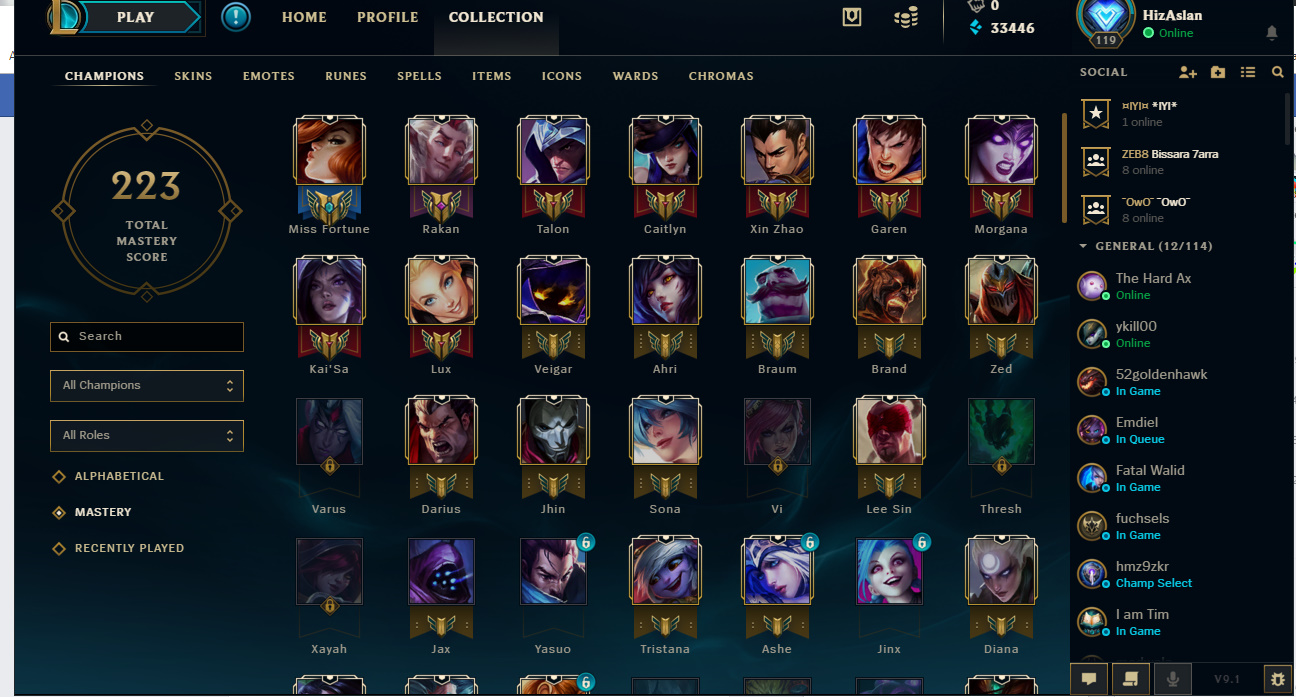 PLAY
HOME
PROFILE
COLLECTION
0
33446
119
HizAslan
Online
CHAMPIONS
SKINS
EMOTES
RUNES
SPELLS
ITEMS
ICONS
WARDS
CHROMAS
223
TOTAL
MASTERY
SCORE
Search
All Champions
All Roles
ALPHABETICAL
MASTERY
RECENTLY PLAYED
Miss Fortune
Rakan
Talon
Caitlyn
Xin Zhao
Garen
Morgana
Kai'Sa
Lux
Veigar
Ahri
Braum
Brand
Zed
Varus
Darius
Jhin
Sona
Vi
Lee Sin
Thresh
Xayah
Jax
Yasuo
Tristana
Ashe
Jinx
Diana
SOCIAL
1 online
ZEB8 Bissara 7arra
8 online
¯OwO¯ ¯OwO¯
8 online
GENERAL (12/114)
The Hard Ax
Online
ykill00
Online
52goldenhawk
In Game
Emdiel
In Queue
Fatal Walid
In Game
fuchsels
In Game
hmz9zkr
Champ Select
I am Tim
In Game
V9.1